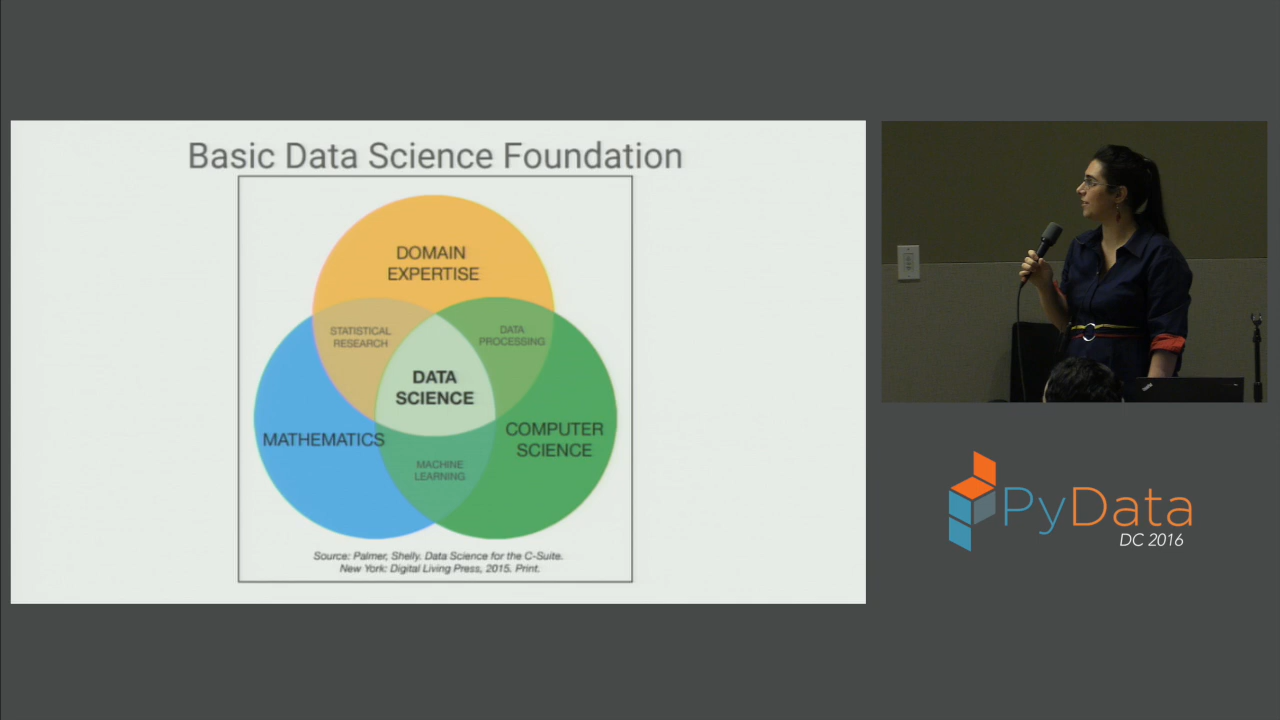 Basic Data Science Foundation
DOMAIN
EXPERTISE
STATISTICAL
RESEARCH
DATA
PROCESSING
DATA
SCIENCE
MATHEMATICS
COMPUTER
SCIENCE
MACHINE
LEARNING
Source: Palmer, Shelly. Data Science for the C-Suite.
New York: Digital Living Press, 2015. Print.
PyData
DC 2016